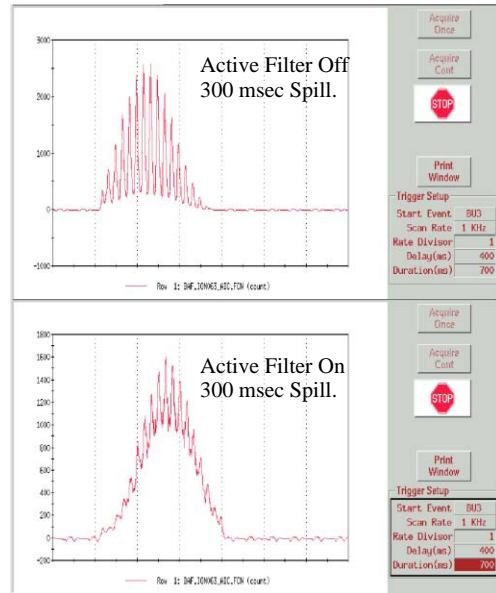 Active Filter Off
300 msec Spill.
3000
2000
1000
0
-1000
Row 1: BAF_IONO63_ADC_FCN (count)
Acquire
Once
Acquire
Cont
STOP
Print
Window
Trigger Setup
Start Event BU3
Scan Rate 1 KHz
Rate Divisor 1
Delay(ms) 400
Duration(ms) 700
Active Filter On
300 msec Spill.
1800
1600
1400
1200
1000
800
600
400
200
0
-200
Row 1: BAF_IONO63_ADC_FCN (count)
Acquire
Once
Acquire
Cont
STOP
Print
Window
Trigger Setup
Start Event BU3
Scan Rate 1 KHz
Rate Divisor 1
Delay(ms) 400
Duration(ms) 700